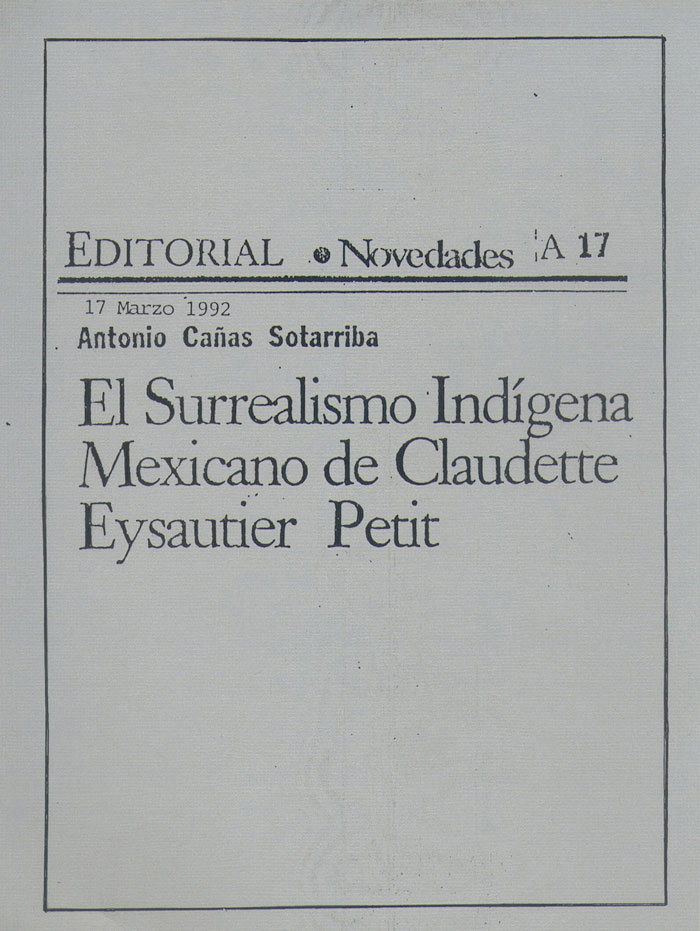 EDITORIAL • Novedades A 17
17 Marzo 1992
Antonio Cañas Sotarriba
El Surrealismo Indígena
Mexicano de Claudette
Eysautier Petit